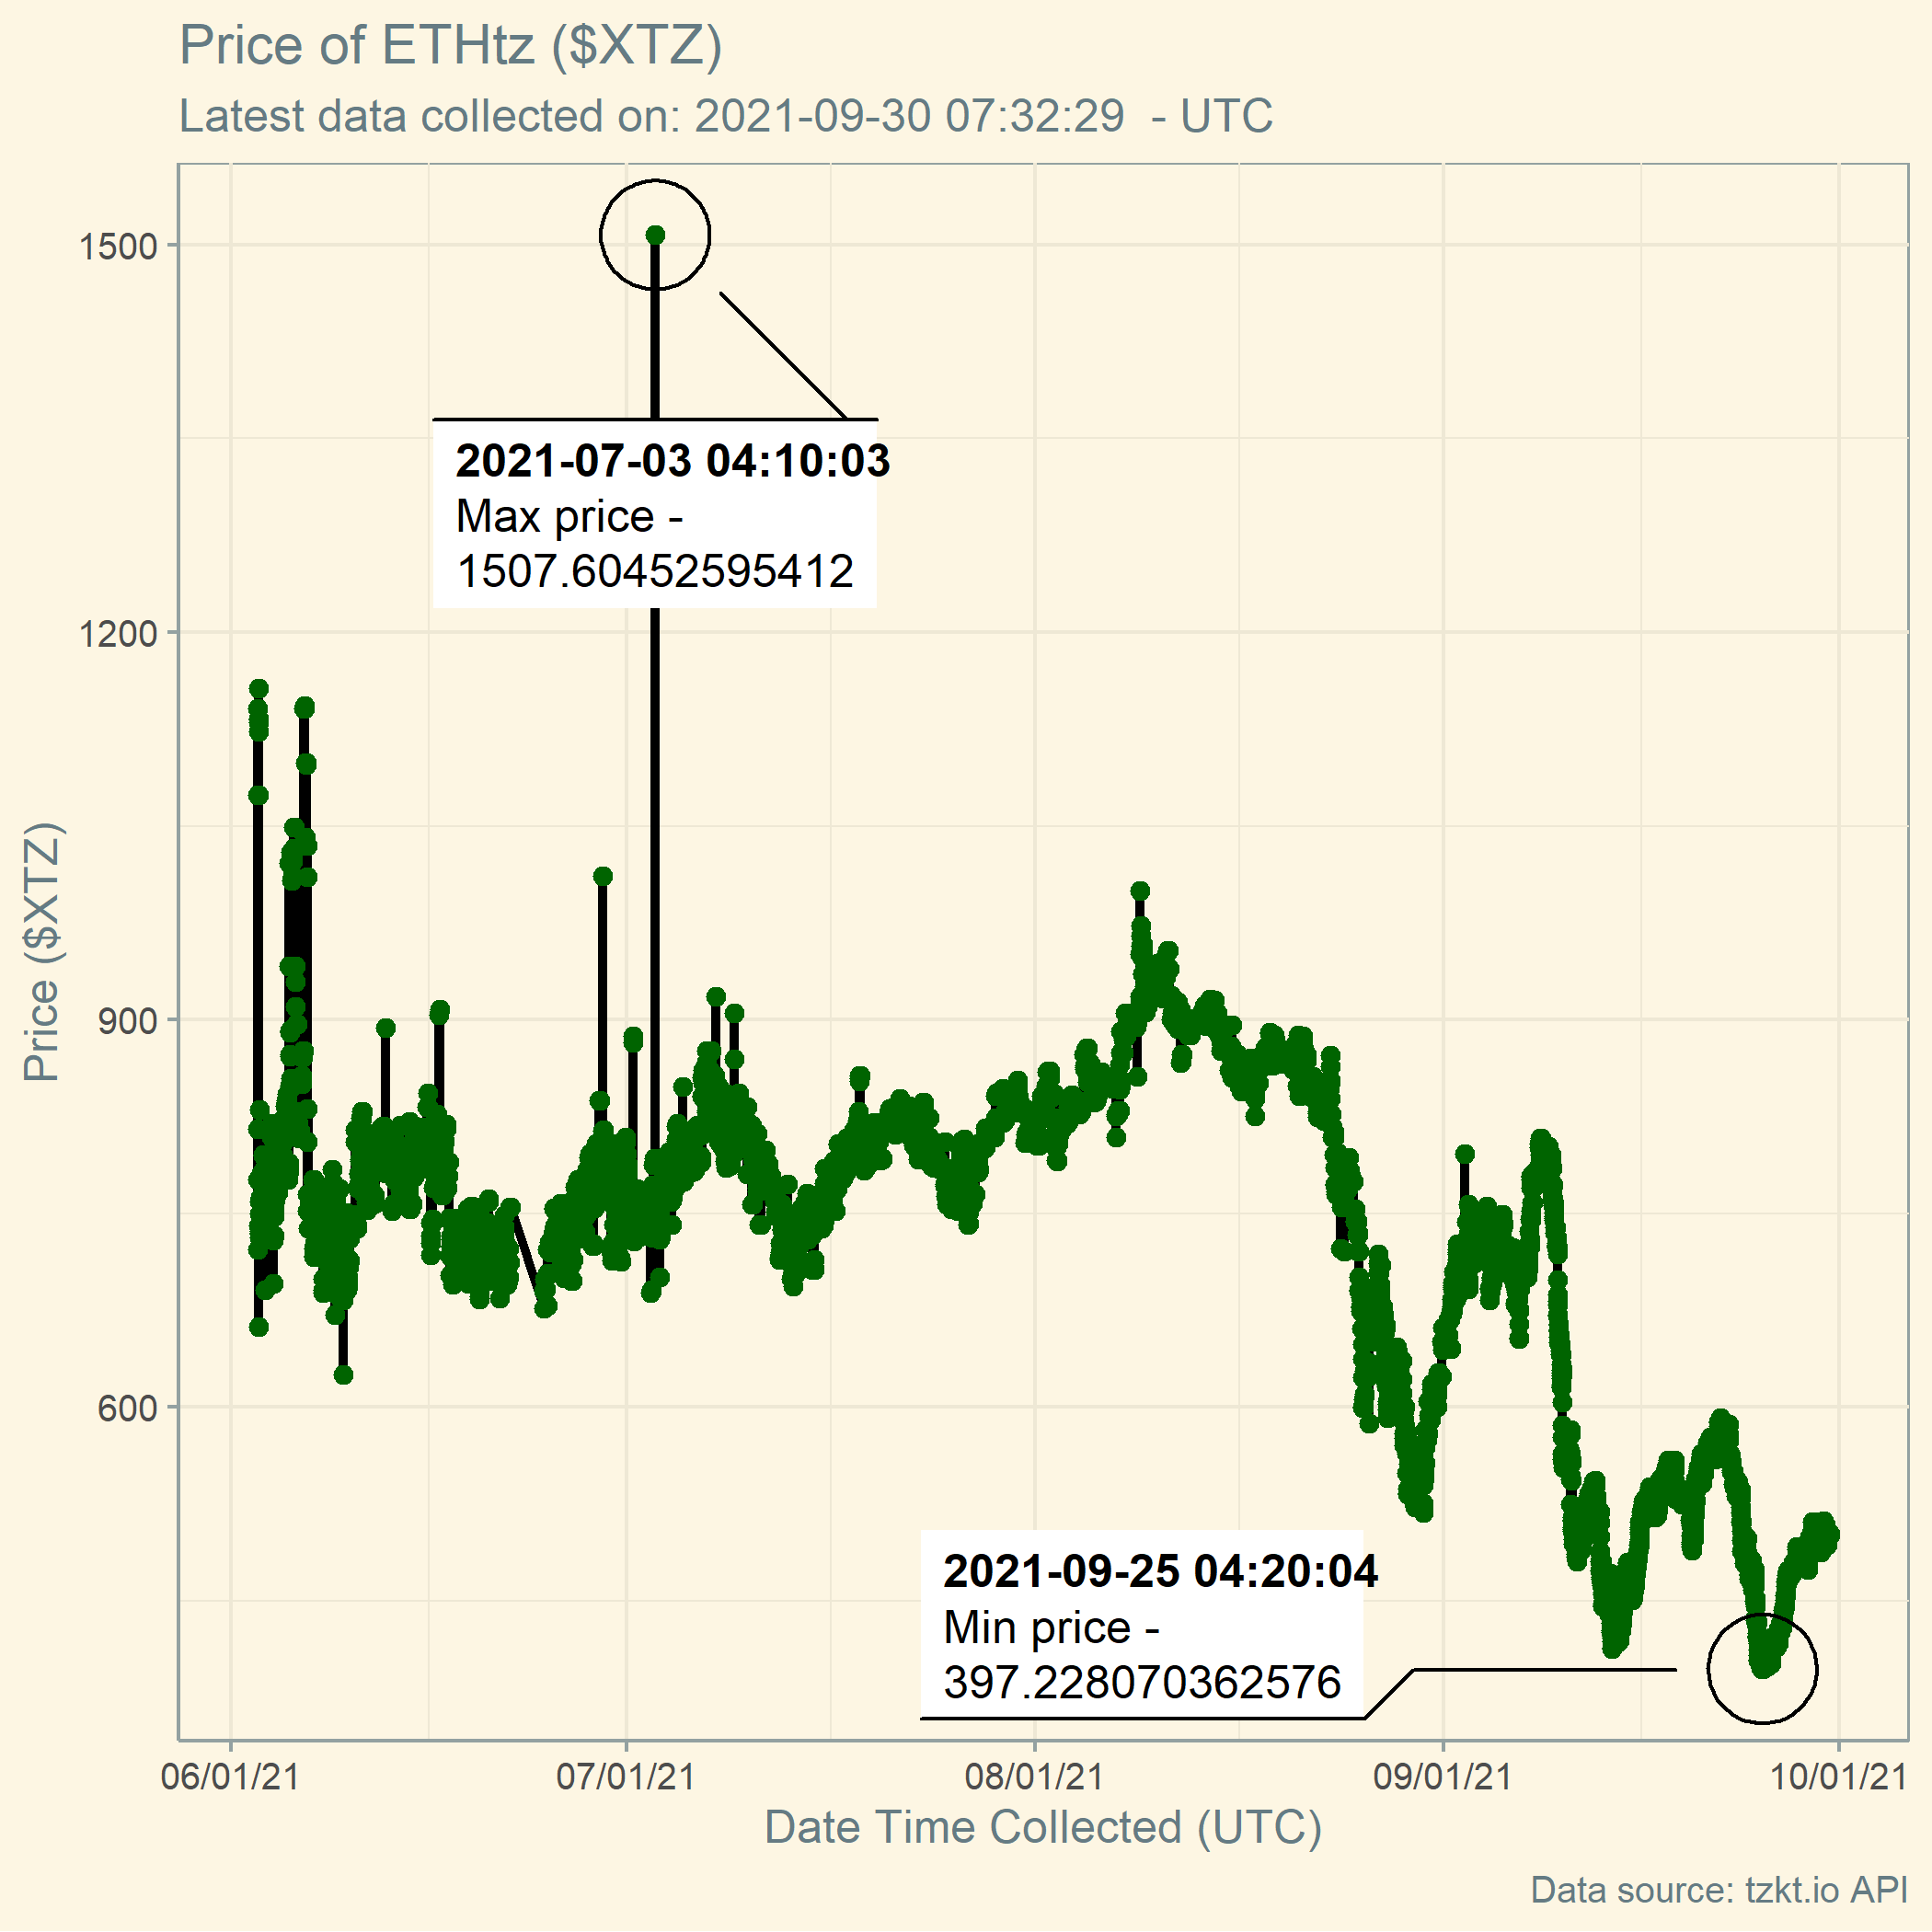 Price of ETHtz ($XTZ)
Latest data collected on: 2021-09-30 07:32:29  - UTC
1500
1200
900
600
Price ($XTZ)
2021-07-03 04:10:03
Max price -
1507.60452595412
2021-09-25 04:20:04
Min price -
397.228070362576
06/01/21
07/01/21
08/01/21
09/01/21
10/01/21
Date Time Collected (UTC)
Data source: tzkt.io API